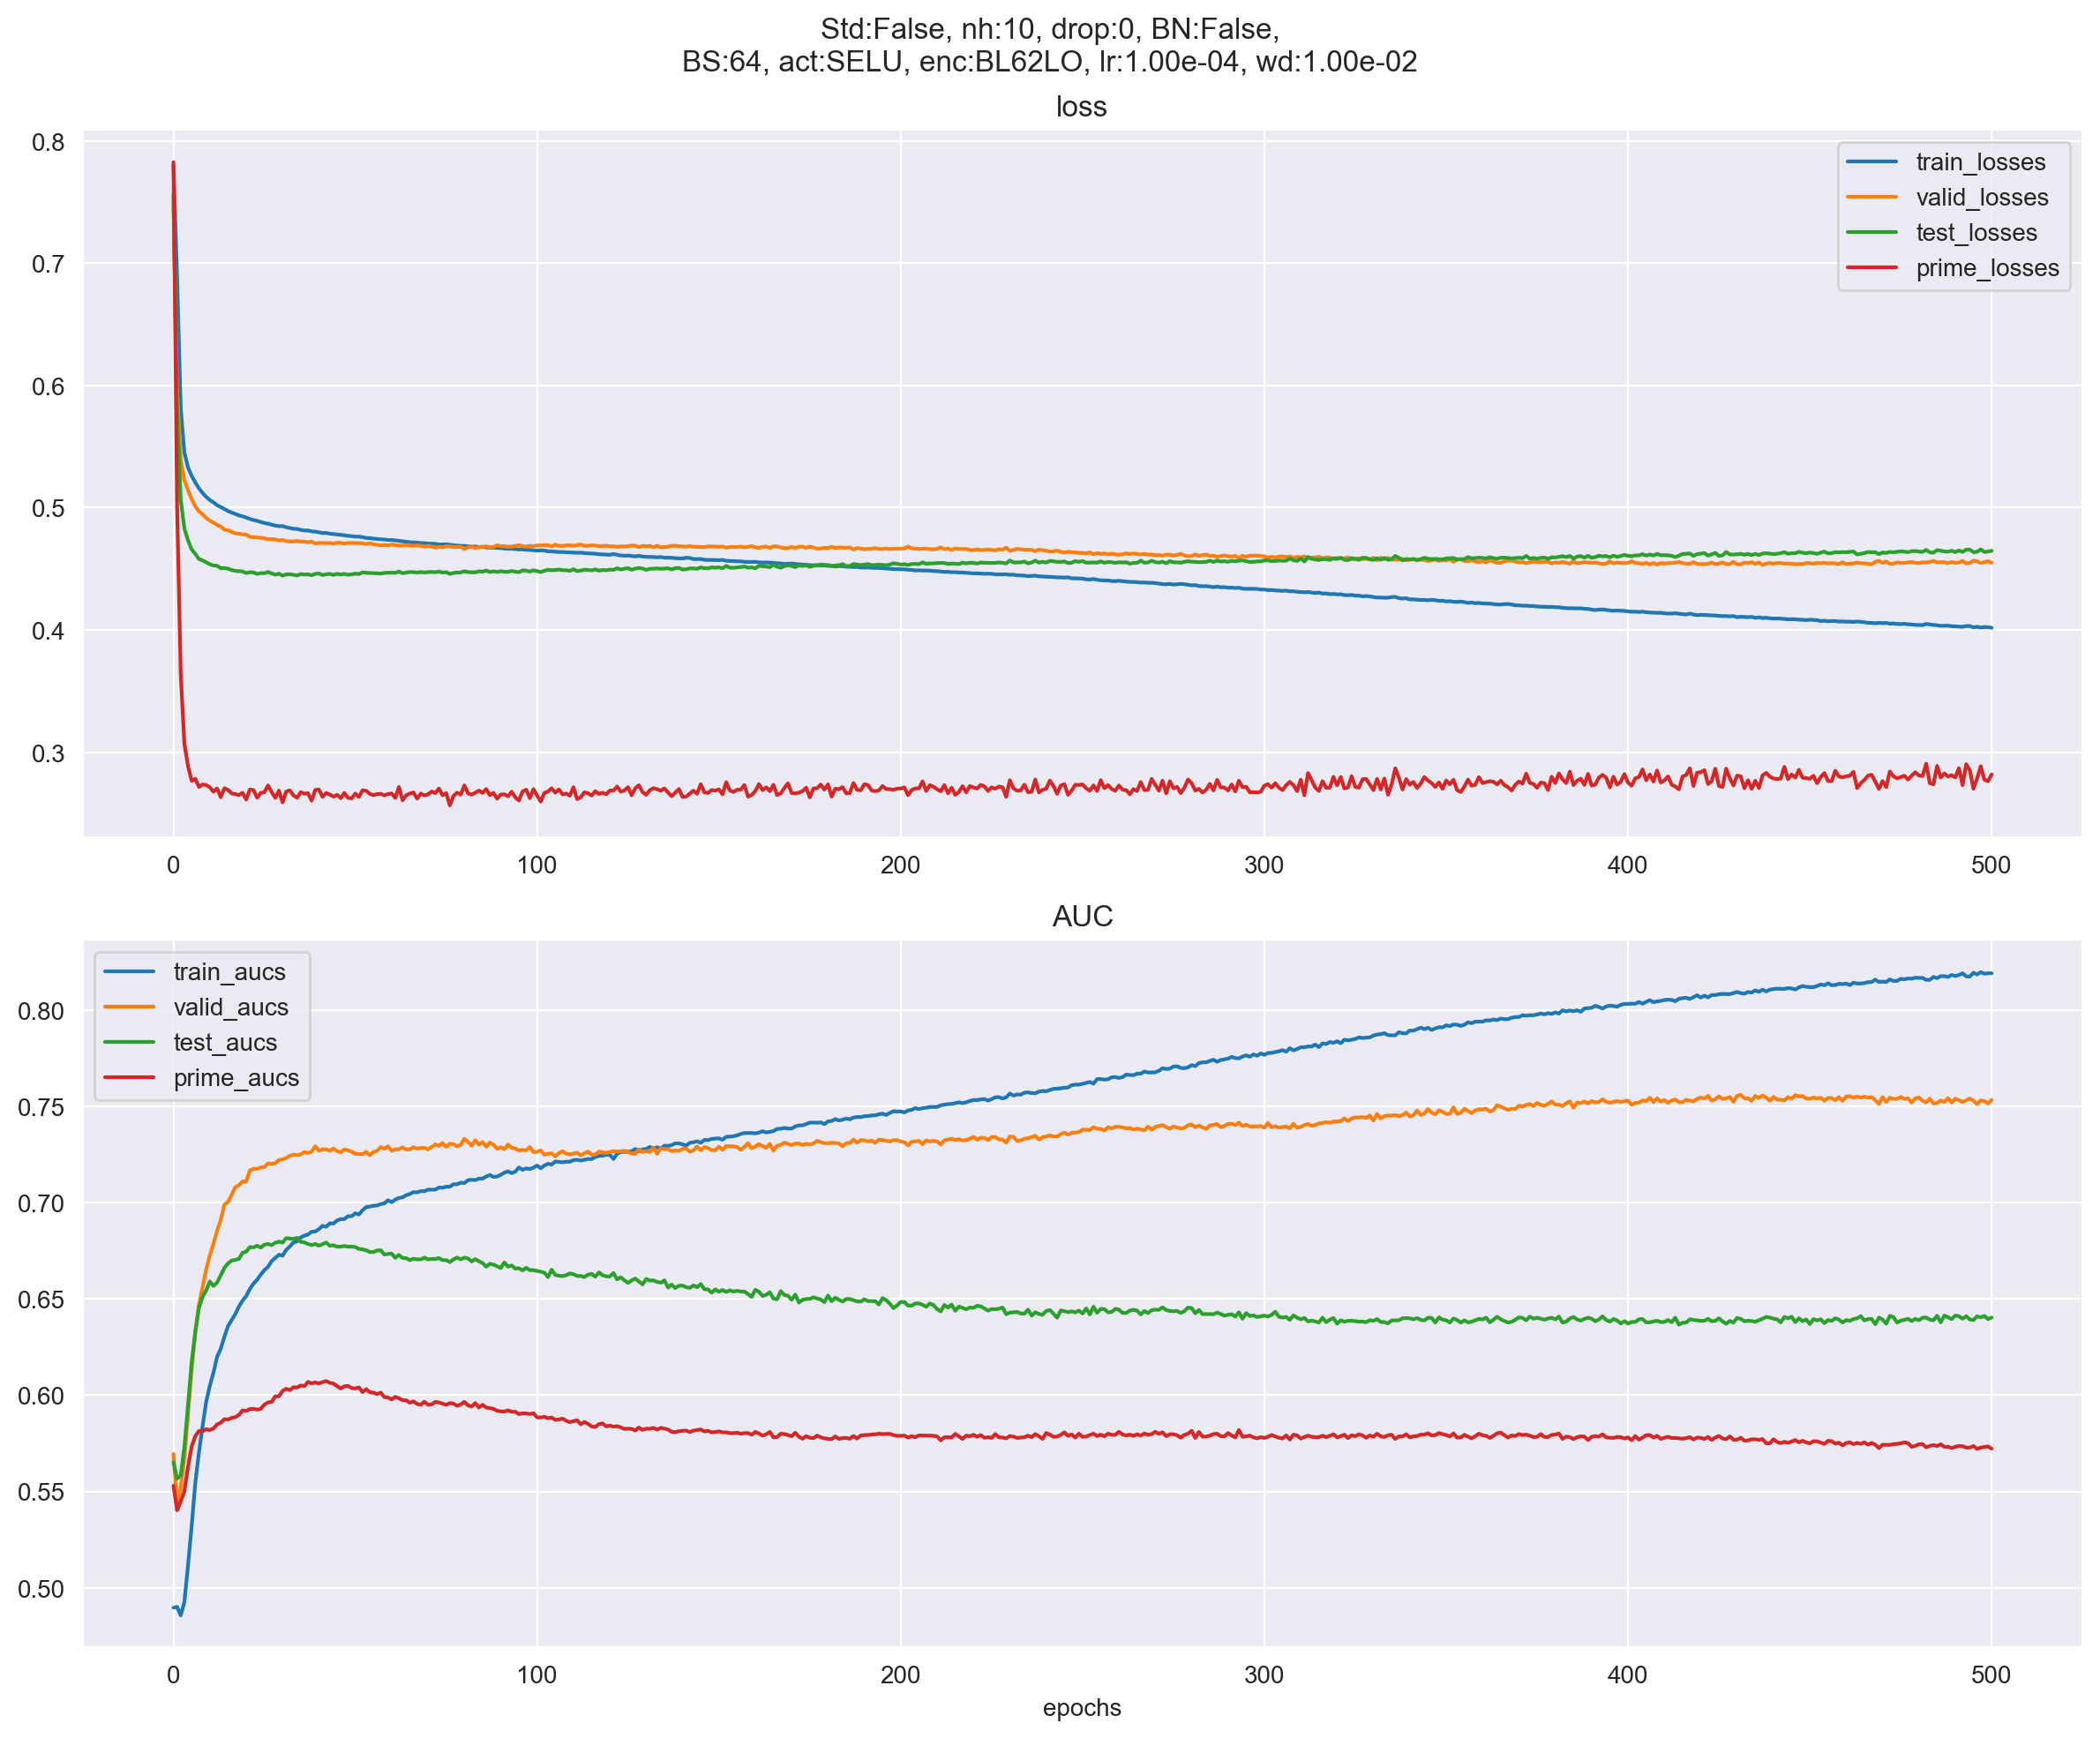 Std:False, nh:10, drop:0, BN:False,
BS:64, act:SELU, enc:BL62LO, lr:1.00e-04, wd:1.00e-02
loss
0.8
0.7
0.6
0.5
0.4
0.3
train_losses
valid_losses
test_losses
prime_losses
0 100 200 300 400 500
AUC
train_aucs
valid_aucs
test_aucs
prime_aucs
0.80
0.75
0.70
0.65
0.60
0.55
0.50
0 100 200 300 400 500
epochs